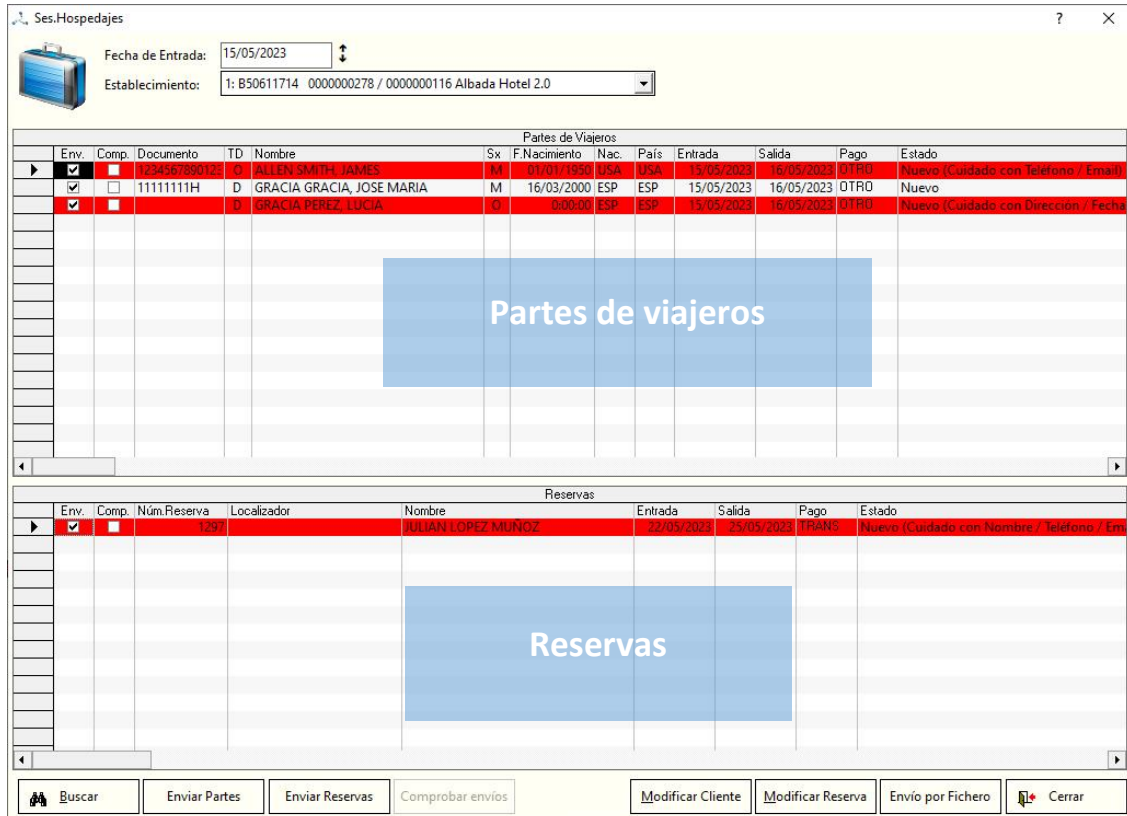 Ses.Hospedajes ? ×
Fecha de Entrada: 15/05/2023
Establecimiento: 1: B50611714 0000000278 / 0000000116 Albada Hotel 2.0
Partes de Viajeros
Env. Comp. Documento TD Nombre Sx F.Nacimiento Nac. País Entrada Salida Pago Estado
O ALLEN SMITH, JAMES M 01/01/1950 USA USA 15/05/2023 16/05/2023 OTRO Nuevo (Cuidado con Teléfono / Email)
11111111H D GRACIA GRACIA, JOSE MARIA M 16/03/2000 ESP ESP 15/05/2023 16/05/2023 OTRO Nuevo
D GRACIA PEREZ, LUCIA O 0:00:00 ESP ESP 15/05/2023 16/05/2023 OTRO Nuevo (Cuidado con Dirección / Fecha
Partes de viajeros
Reservas
Env. Comp. Núm.Reserva Localizador Nombre Entrada Salida Pago Estado
1297 JULIAN LOPEZ MUÑOZ 22/05/2023 25/05/2023 TRANS Nuevo (Cuidado con Nombre / Teléfono / Em
Reservas
Buscar Enviar Partes Enviar Reservas Comprobar envíos Modificar Cliente Modificar Reserva Envío por Fichero Cerrar